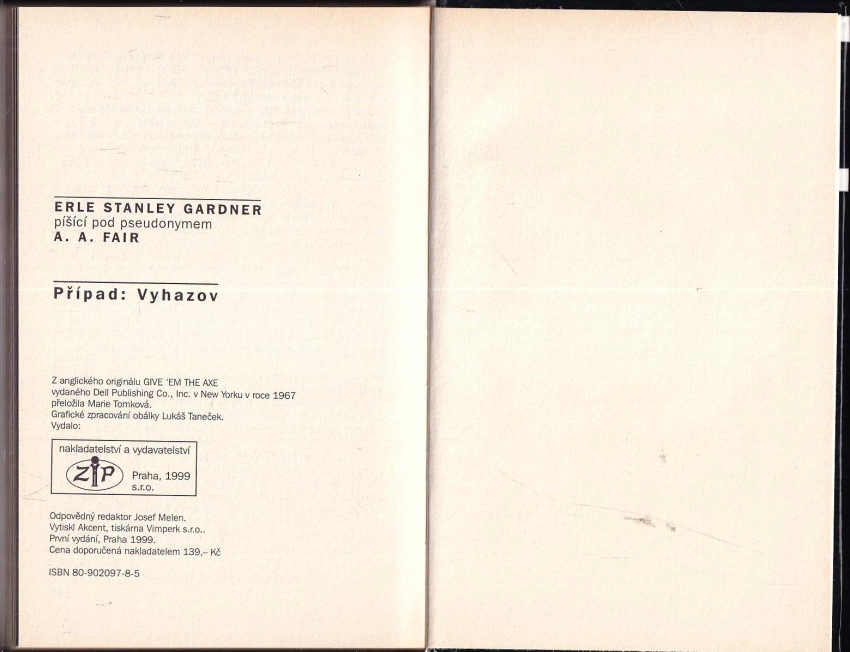 ERLE STANLEY GARDNER
píšící pod pseudonymem
A. A. FAIR
Případ: Vyhazov
Z anglického originálu GIVE 'EM THE AXE
vydaného Dell Publishing Co., Inc. v New Yorku v roce 1967
přeložila Marie Tomková.
Grafické zpracování obálky Lukáš Taneček.
Vydalo:
nakladatelství a vydavatelství
ZIP
Praha, 1999
s.r.o.
Odpovědný redaktor Josef Melen.
Vytiskl Akcent, tiskárna Vimperk s.r.o..
První vydání, Praha 1999.
Cena doporučená nakladatelem 139,– Kč
ISBN 80-902097-8-5